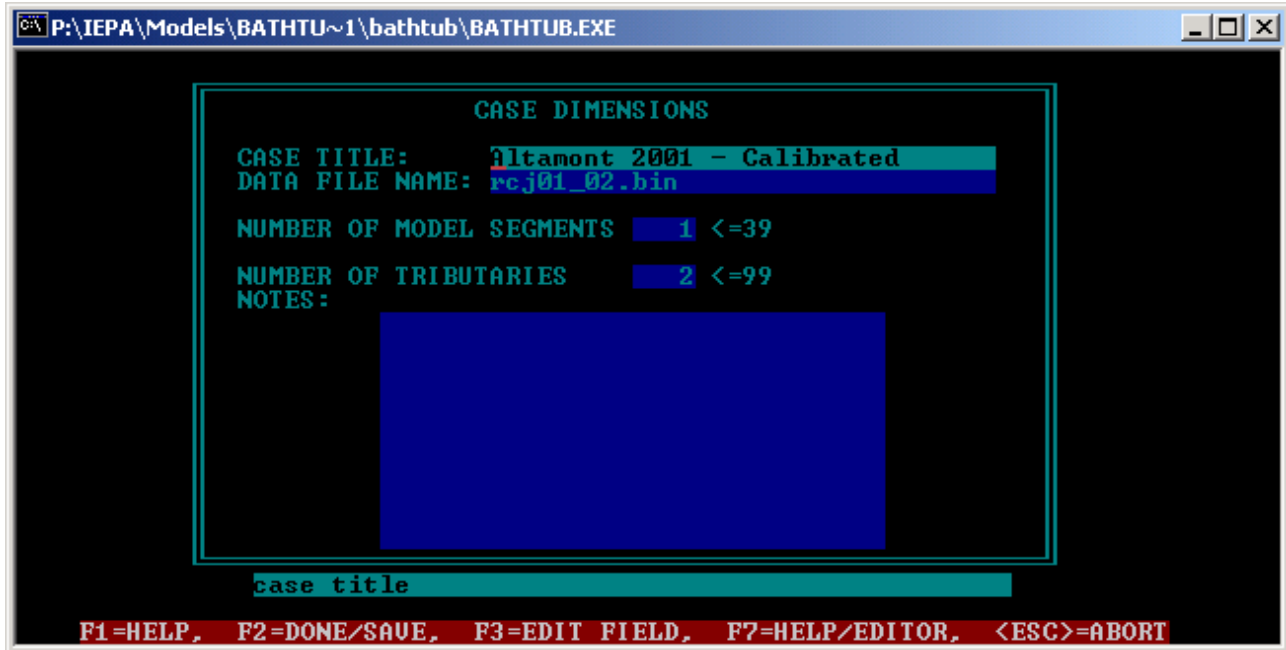 P:\IEPA\Models\BATHTU~1\bathtub\BATHTUB.EXE
CASE DIMENSIONS
CASE TITLE: Altamont 2001 - Calibrated
DATA FILE NAME: rcj01_02.bin
NUMBER OF MODEL SEGMENTS 1 <=39
NUMBER OF TRIBUTARIES 2 <=99
NOTES:
case title
F1=HELP, F2=DONE/SAVE, F3=EDIT FIELD, F7=HELP/EDITOR, <ESC>=ABORT